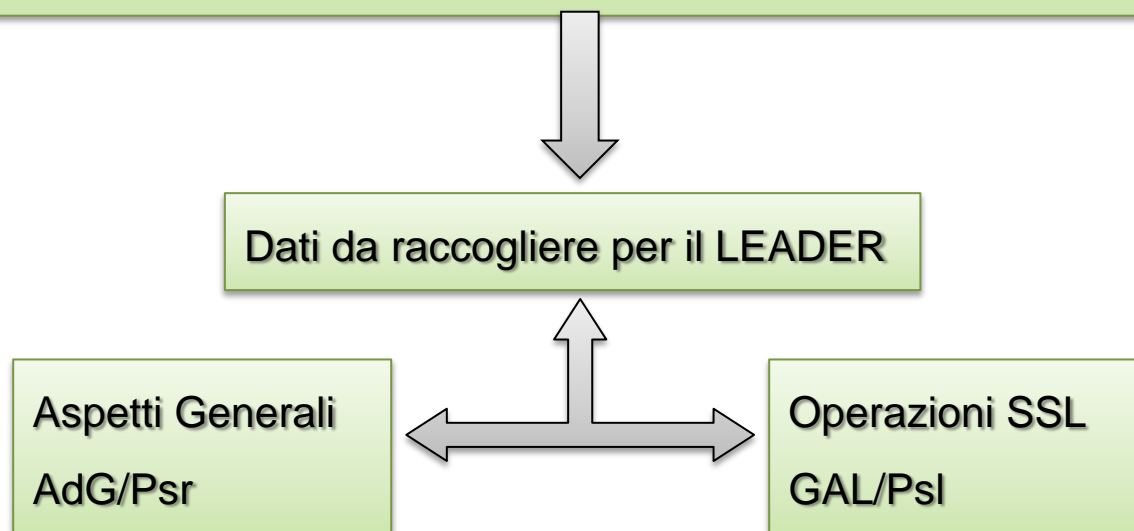 Dati da raccogliere per il LEADER
Aspetti Generali
AdG/Psr
Operazioni SSL
GAL/Psl